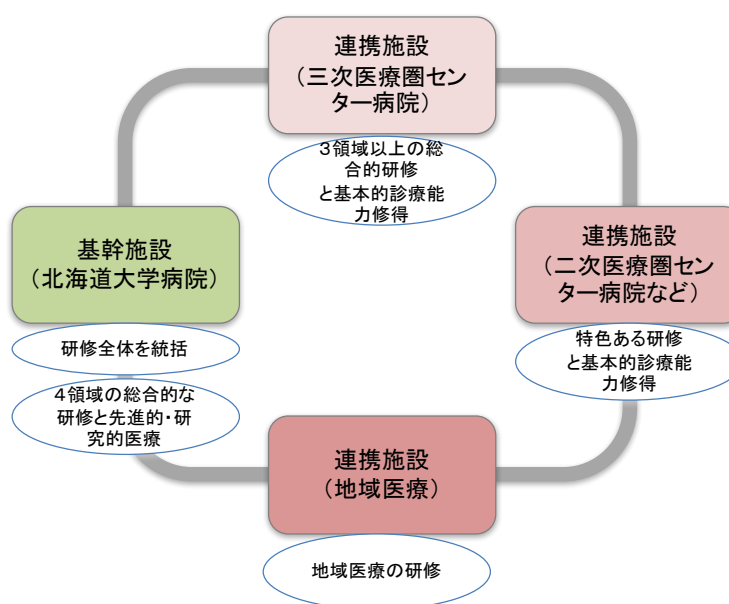 連携施設
(三次医療圏セン
ター病院)
3領域以上の総
合的研修
と基本的診療能
力修得
基幹施設
(北海道大学病院)
研修全体を統括
4領域の総合的な
研修と先進的・研
究的医療
連携施設
(二次医療圏セン
ター病院など)
特色ある研修
と基本的診療能
力修得
連携施設
(地域医療)
地域医療の研修